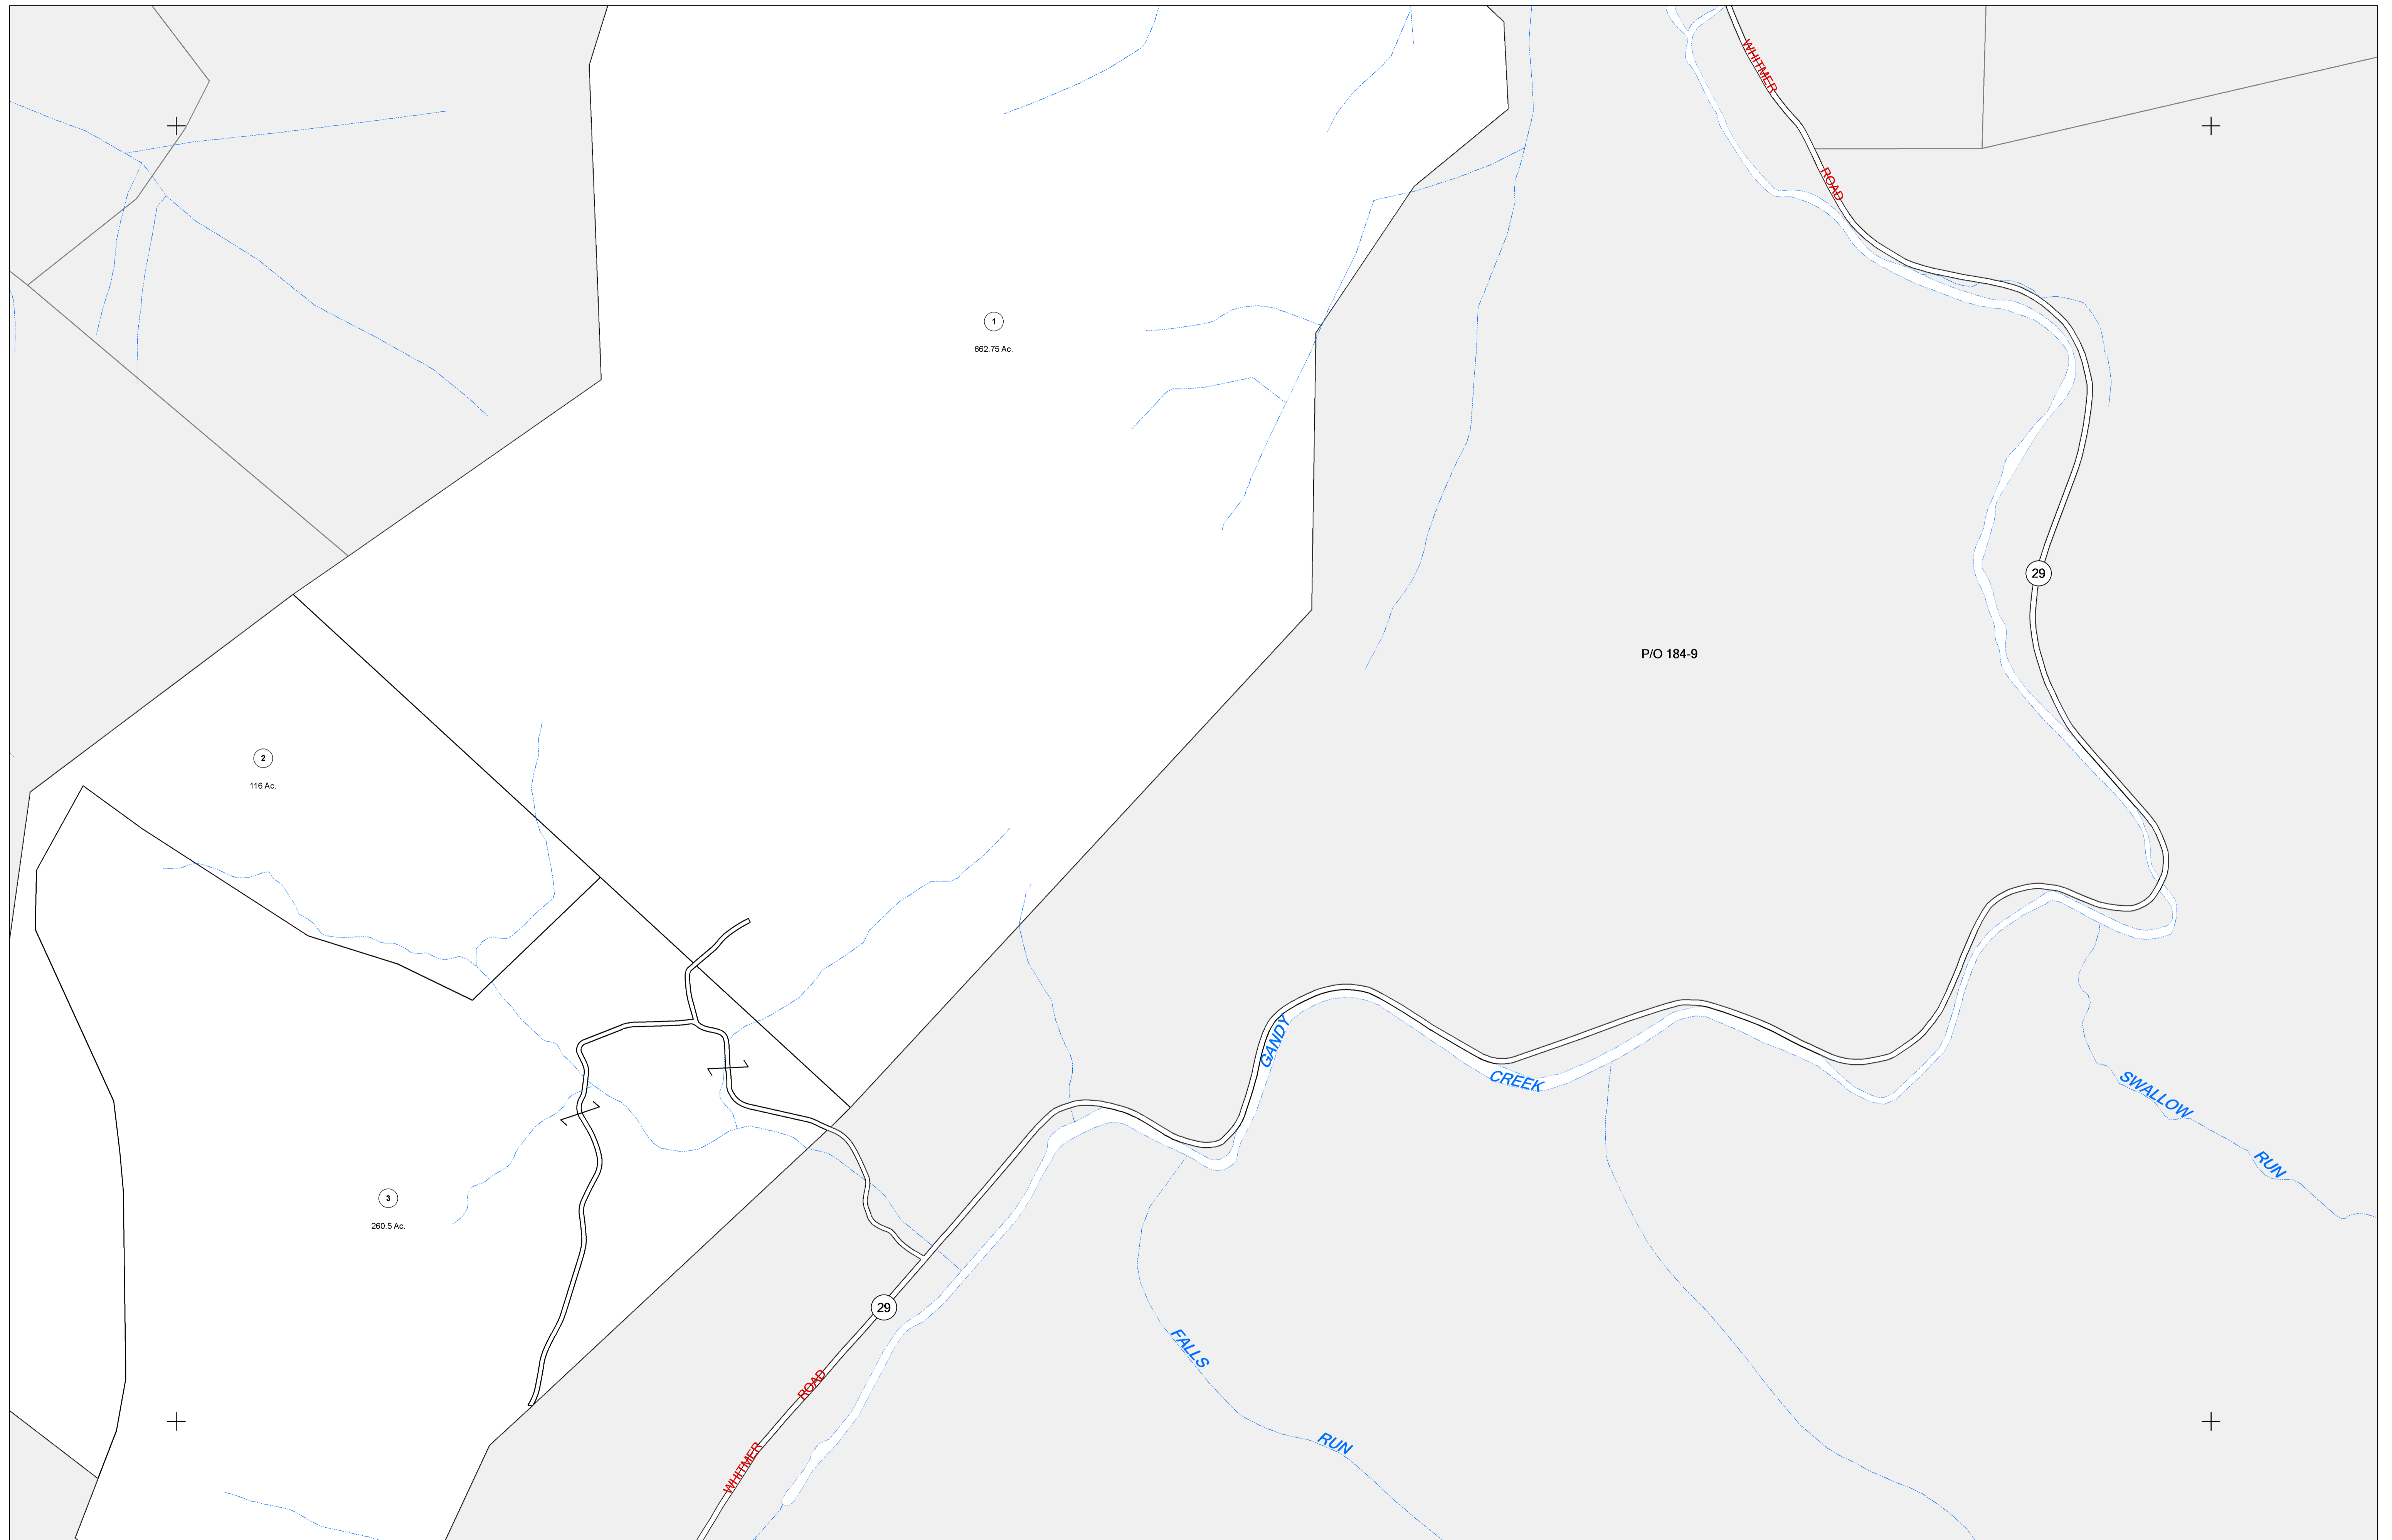 WHITMER
ROAD
1
662.75 Ac.
29
P/O 184-9
2
116 Ac.
GANDY
CREEK
SWALLOW
RUN
3
260.5 Ac.
29
FALLS
RUN
WHITMER
ROAD